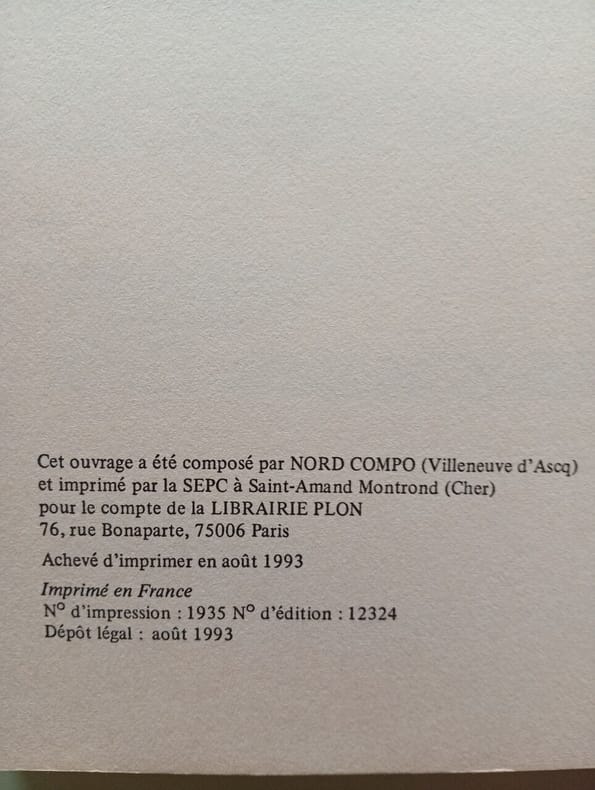 Cet ouvrage a été composé par NORD COMPO (Villeneuve d'Ascq)
et imprimé par la SEPC à Saint-Amand Montrond (Cher)
pour le compte de la LIBRAIRIE PLON
76, rue Bonaparte, 75006 Paris
Achevé d'imprimer en août 1993
Imprimé en France
Nº d'impression : 1935 Nº d'édition : 12324
Dépôt légal : août 1993